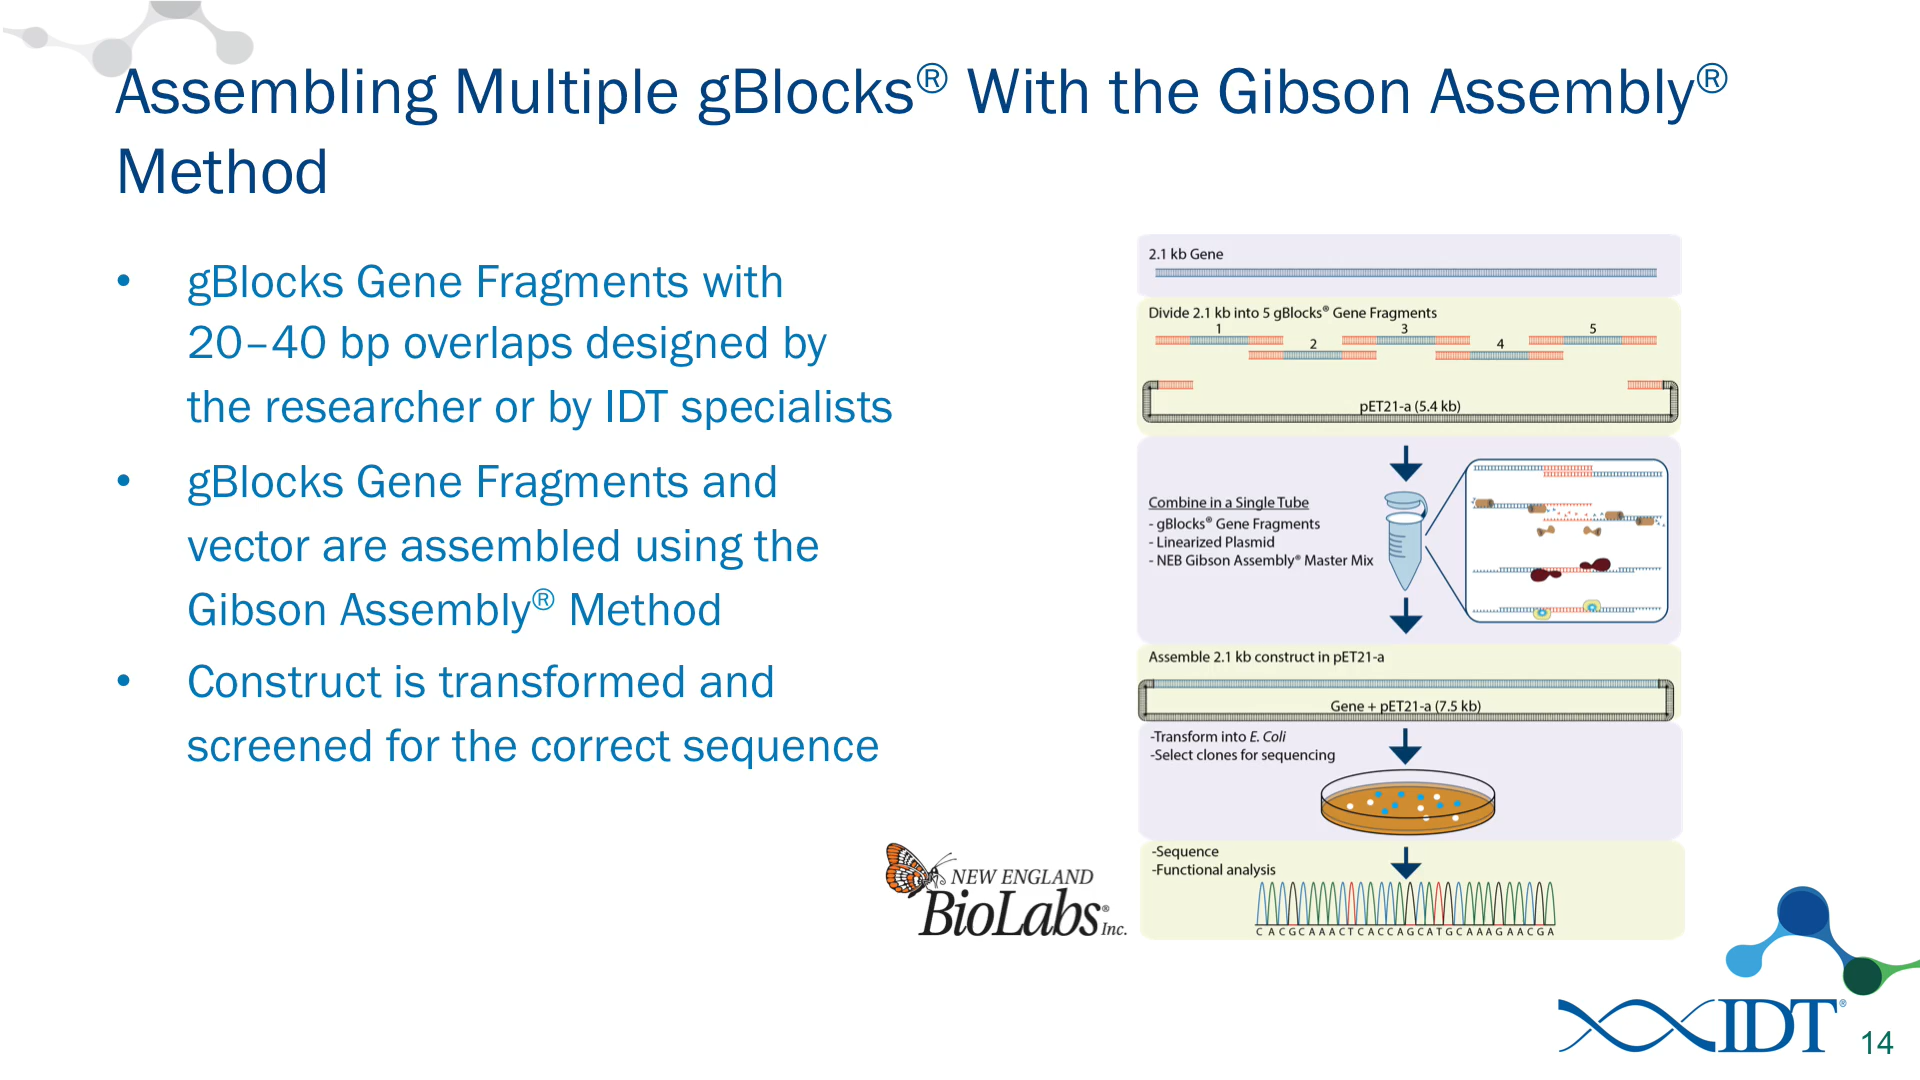 Assembling Multiple gBlocks® With the Gibson Assembly®
Method
• gBlocks Gene Fragments with
20–40 bp overlaps designed by
the researcher or by IDT specialists
• gBlocks Gene Fragments and
vector are assembled using the
Gibson Assembly® Method
• Construct is transformed and
screened for the correct sequence
2.1 kb Gene
Divide 2.1 kb into 5 gBlocks® Gene Fragments
1
2
3
4
5
pET21-a (5.4 kb)
Combine in a Single Tube
- gBlocks® Gene Fragments
- Linearized Plasmid
- NEB Gibson Assembly® Master Mix
Assemble 2.1 kb construct in pET21-a
Gene + pET21-a (7.5 kb)
-Transform into E. Coli
-Select clones for sequencing
-Sequence
-Functional analysis
C A C G C A A A C T C A C C A G C A T G C A A A G A A C G A
NEW ENGLAND
BioLabs® Inc.
IDT®
14